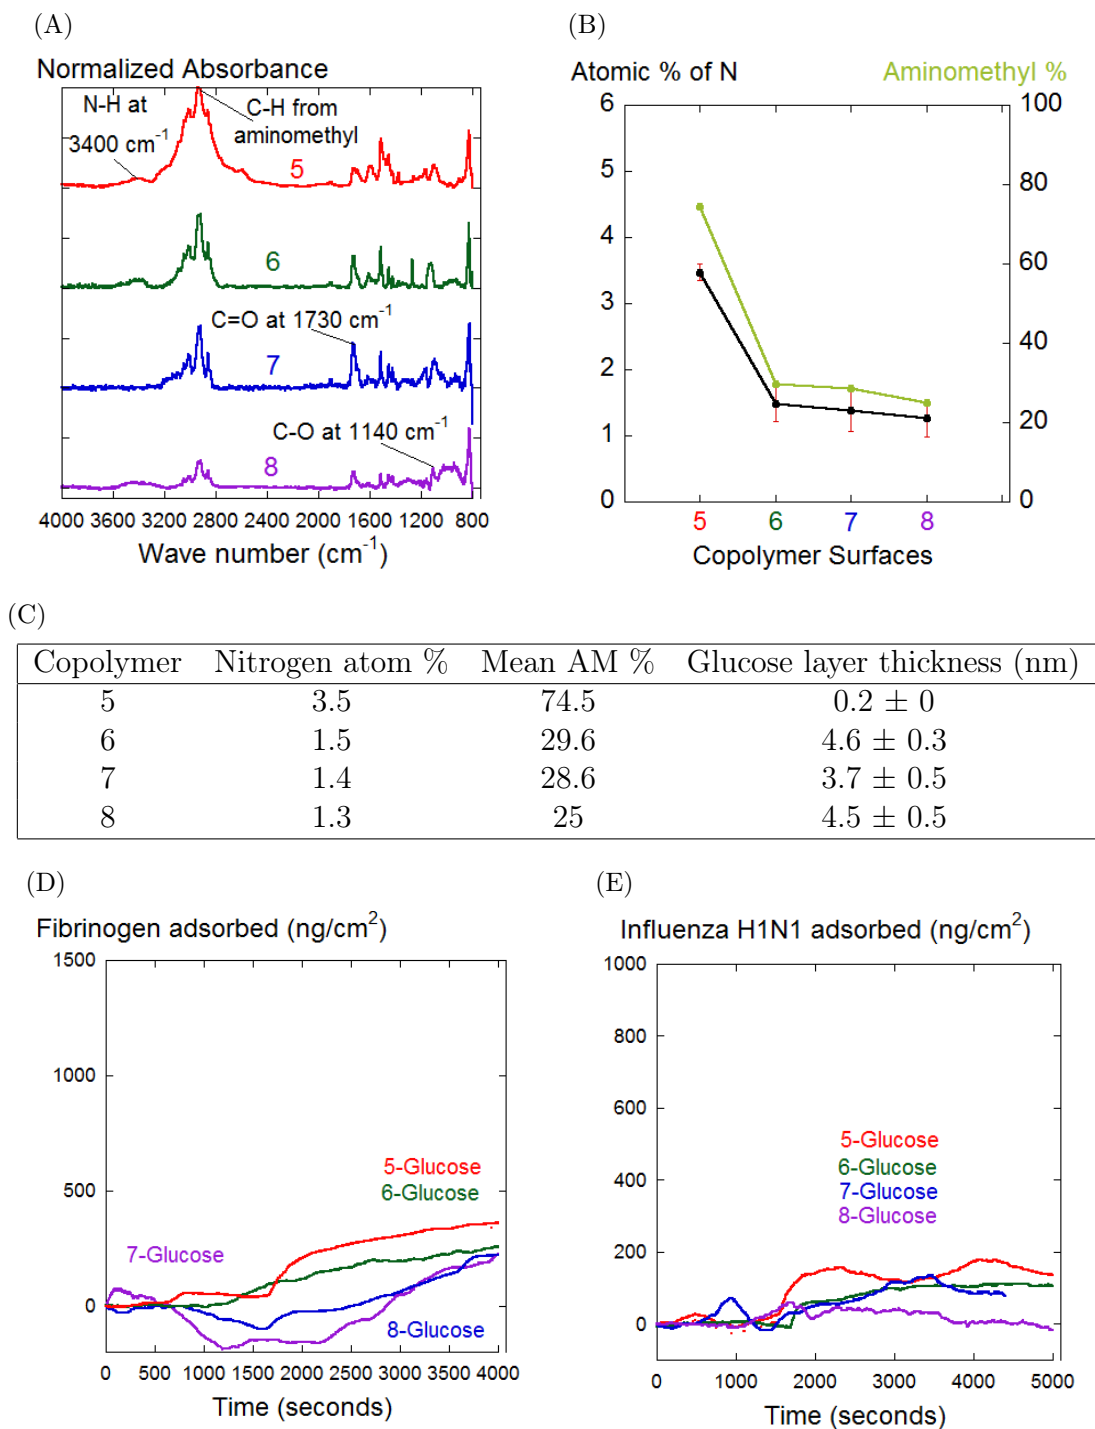 (A)
Normalized Absorbance
N-H at
3400 cm⁻¹
C-H from
aminomethyl
5
6
C=O at 1730 cm⁻¹
7
C-O at 1140 cm⁻¹
8
4000 3600 3200 2800 2400 2000 1600 1200 800
Wave number (cm⁻¹)
(B)
Atomic % of N
Aminomethyl %
6
5
4
3
2
1
0
100
80
60
40
20
0
5 6 7 8
Copolymer Surfaces
(C)
Copolymer Nitrogen atom % Mean AM % Glucose layer thickness (nm)
5 3.5 74.5 0.2 ± 0
6 1.5 29.6 4.6 ± 0.3
7 1.4 28.6 3.7 ± 0.5
8 1.3 25 4.5 ± 0.5
(D)
Fibrinogen adsorbed (ng/cm²)
1500
1000
500
0
5-Glucose
6-Glucose
7-Glucose
8-Glucose
0 500 1000 1500 2000 2500 3000 3500 4000
Time (seconds)
(E)
Influenza H1N1 adsorbed (ng/cm²)
1000
800
600
400
200
0
5-Glucose
6-Glucose
7-Glucose
8-Glucose
0 1000 2000 3000 4000 5000
Time (seconds)